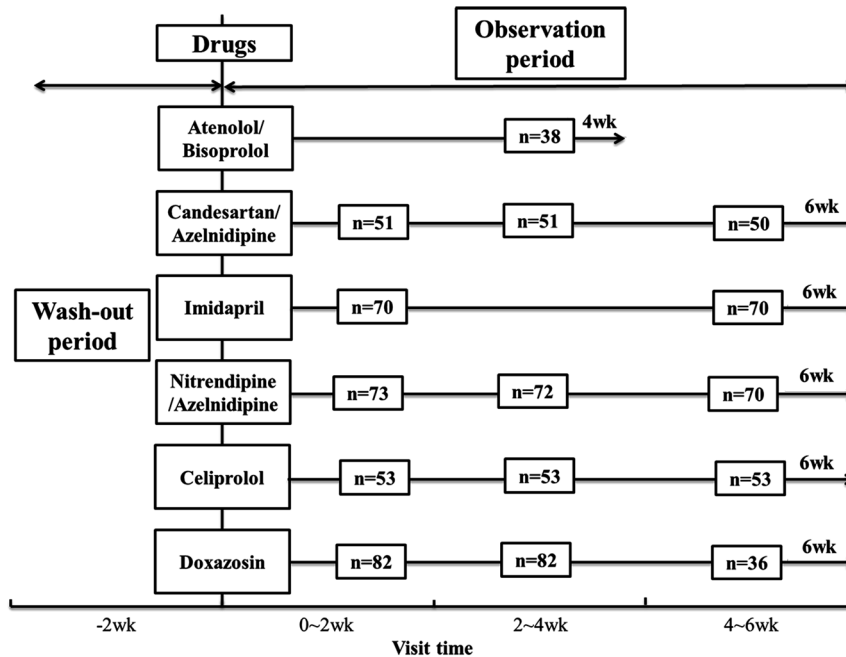 Drugs
Observation
period
Atenolol/
Bisoprolol
n=38
4wk
Candesartan/
Azelnidipine
n=51
n=51
n=50
6wk
Wash-out
period
Imidapril
n=70
n=70
6wk
Nitrendipine
/Azelnidipine
n=73
n=72
n=70
6wk
Celiprolol
n=53
n=53
n=53
6wk
Doxazosin
n=82
n=82
n=36
6wk
-2wk
0~2wk
2~4wk
4~6wk
Visit time